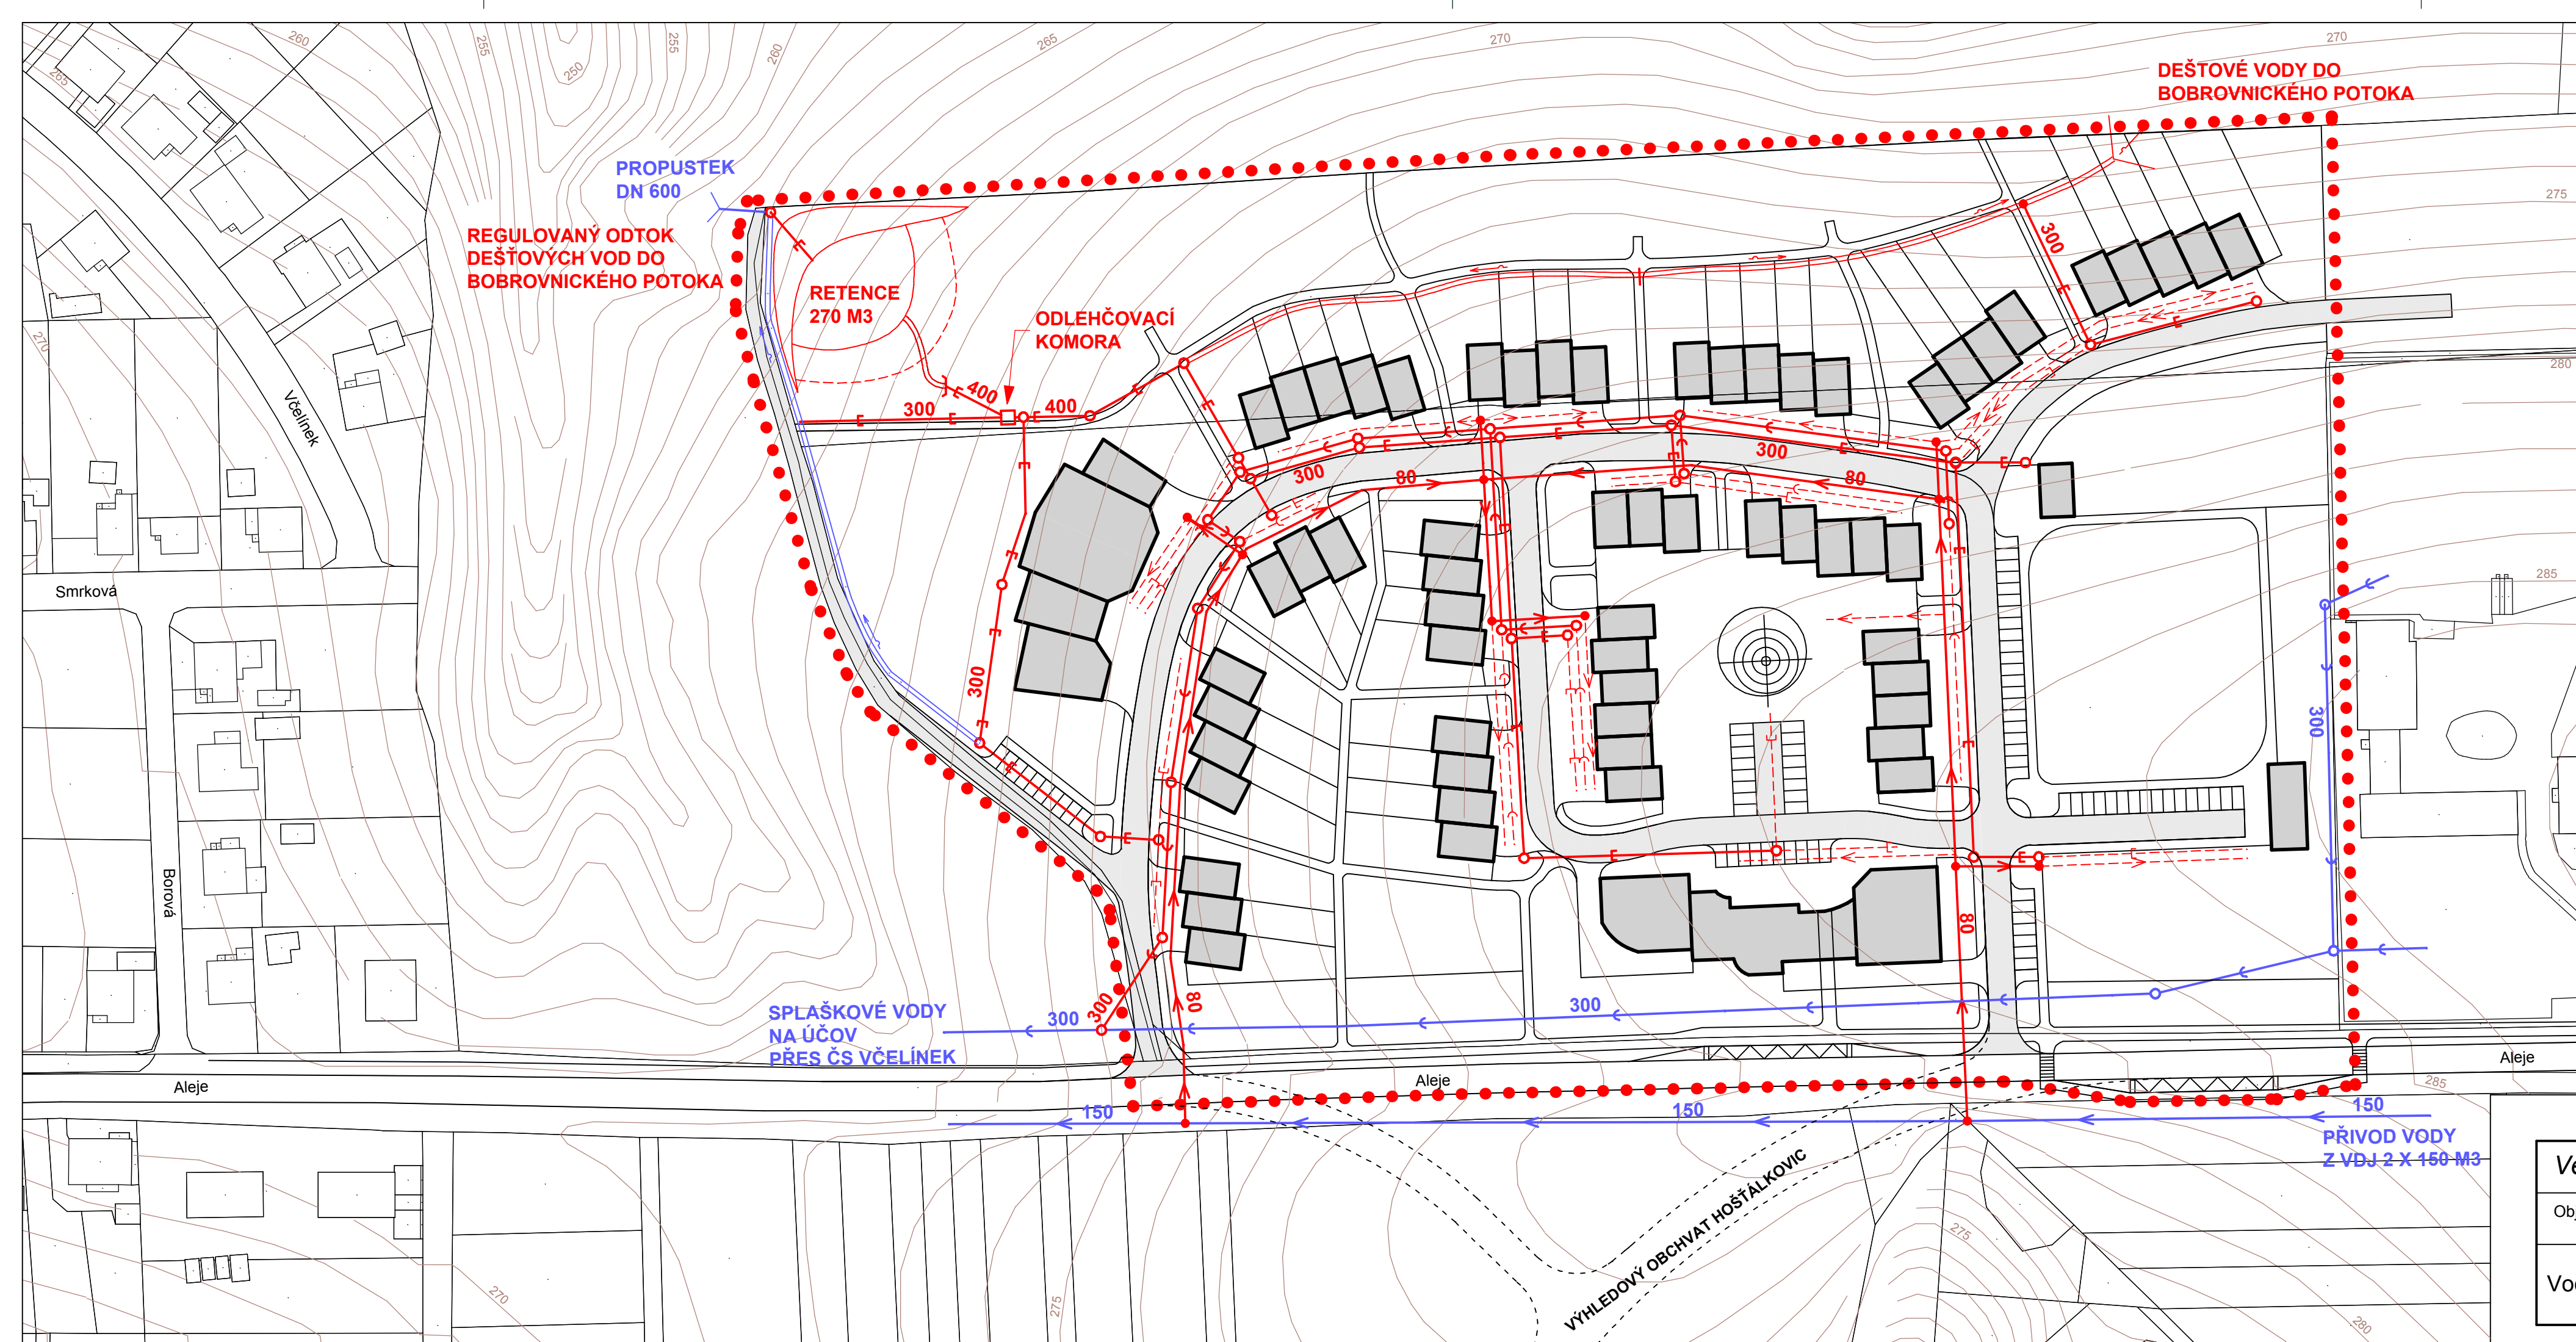 260
255
255
260
265
270
270
265
250
DEŠTOVÉ VODY DO
BOBROVNICKÉHO POTOKA
PROPUSTEK
DN 600
275
REGULOVANÝ ODTOK
DEŠŤOVÝCH VOD DO
BOBROVNICKÉHO POTOKA
300
RETENCE
270 M3
ODLEHČOVACÍ
KOMORA
270
280
400
300
400
Včelínek
300
80
300
80
285
Smrková
300
300
Borová
80
300
80
SPLAŠKOVÉ VODY
NA ÚČOV
PŘES ČS VČELÍNEK
300
300
Aleje
Aleje
Aleje
285
150
150
150
PŘIVOD VODY
Z VDJ 2 X 150 M3
VÝHLEDOVÝ OBCHVAT HOŠŤÁLKOVIC
275
270
275
280